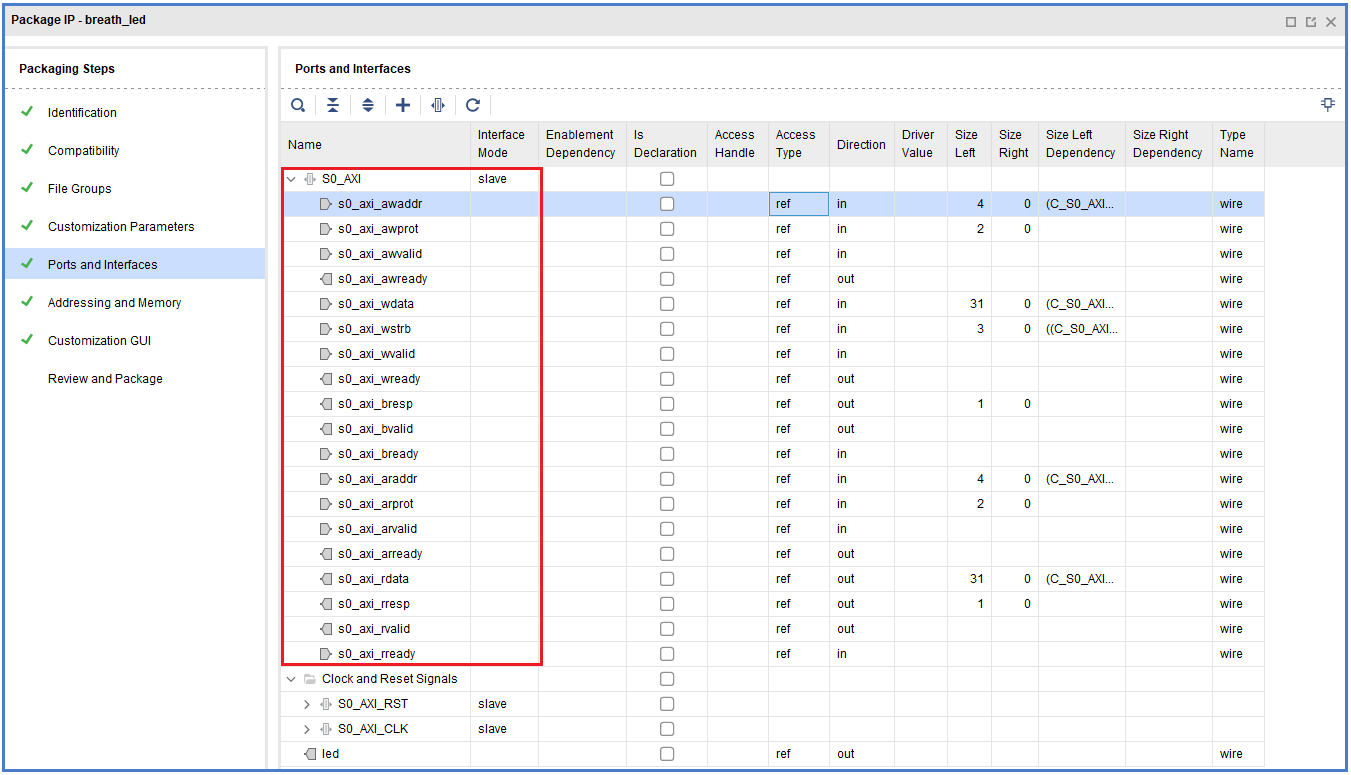 Package IP - breath_led
Packaging Steps
Identification
Compatibility
File Groups
Customization Parameters
Ports and Interfaces
Addressing and Memory
Customization GUI
Review and Package
Ports and Interfaces
Name Interface Mode Enablement Dependency Is Declaration Access Handle Access Type Direction Driver Value Size Left Size Right Size Left Dependency Size Right Dependency Type Name
S0_AXI slave
s0_axi_awaddr ref in 4 0 (C_S0_AXI... wire
s0_axi_awprot ref in 2 0 wire
s0_axi_awvalid ref in wire
s0_axi_awready ref out wire
s0_axi_wdata ref in 31 0 (C_S0_AXI... wire
s0_axi_wstrb ref in 3 0 ((C_S0_AXI... wire
s0_axi_wvalid ref in wire
s0_axi_wready ref out wire
s0_axi_bresp ref out 1 0 wire
s0_axi_bvalid ref out wire
s0_axi_bready ref in wire
s0_axi_araddr ref in 4 0 (C_S0_AXI... wire
s0_axi_arprot ref in 2 0 wire
s0_axi_arvalid ref in wire
s0_axi_arready ref out wire
s0_axi_rdata ref out 31 0 (C_S0_AXI... wire
s0_axi_rresp ref out 1 0 wire
s0_axi_rvalid ref out wire
s0_axi_rready ref in wire
Clock and Reset Signals
S0_AXI_RST slave
S0_AXI_CLK slave
led ref out wire